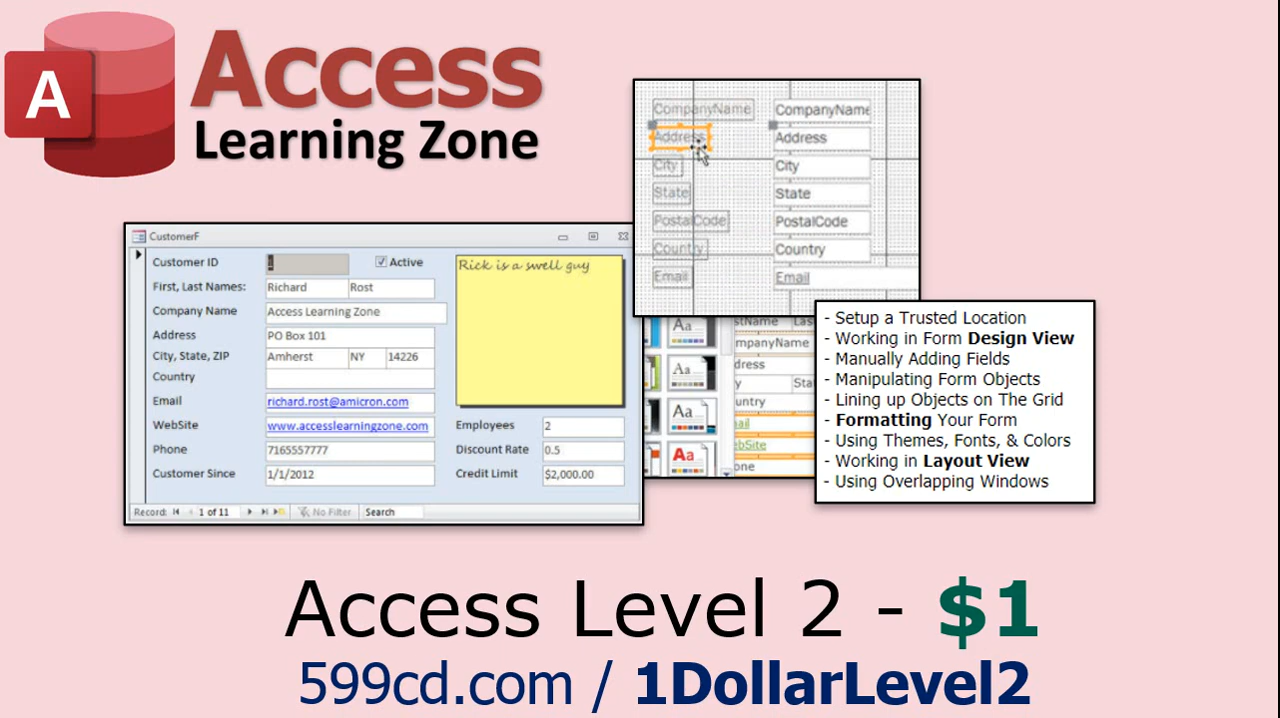 A
Access
Learning Zone
CompanyName CompanyName
Address Address
City City
State State
PostalCode PostalCode
Country Country
Email Email
CustomerF
Customer ID Active
First, Last Names: Richard Rost
Company Name Access Learning Zone
Address PO Box 101
City, State, ZIP Amherst NY 14226
Country
Email richard.rost@amicron.com
WebSite www.accesslearningzone.com
Phone 7165557777
Customer Since 1/1/2012
Rick is a swell guy
Employees 2
Discount Rate 0.5
Credit Limit $2,000.00
Record: 1 of 11 No Filter Search
Aa
Aa
Aa
Aa
CompanyName
- Setup a Trusted Location
- Working in Form Design View
- Manually Adding Fields
- Manipulating Form Objects
- Lining up Objects on The Grid
- Formatting Your Form
- Using Themes, Fonts, & Colors
- Working in Layout View
- Using Overlapping Windows
Access Level 2 - $1
599cd.com / 1DollarLevel2